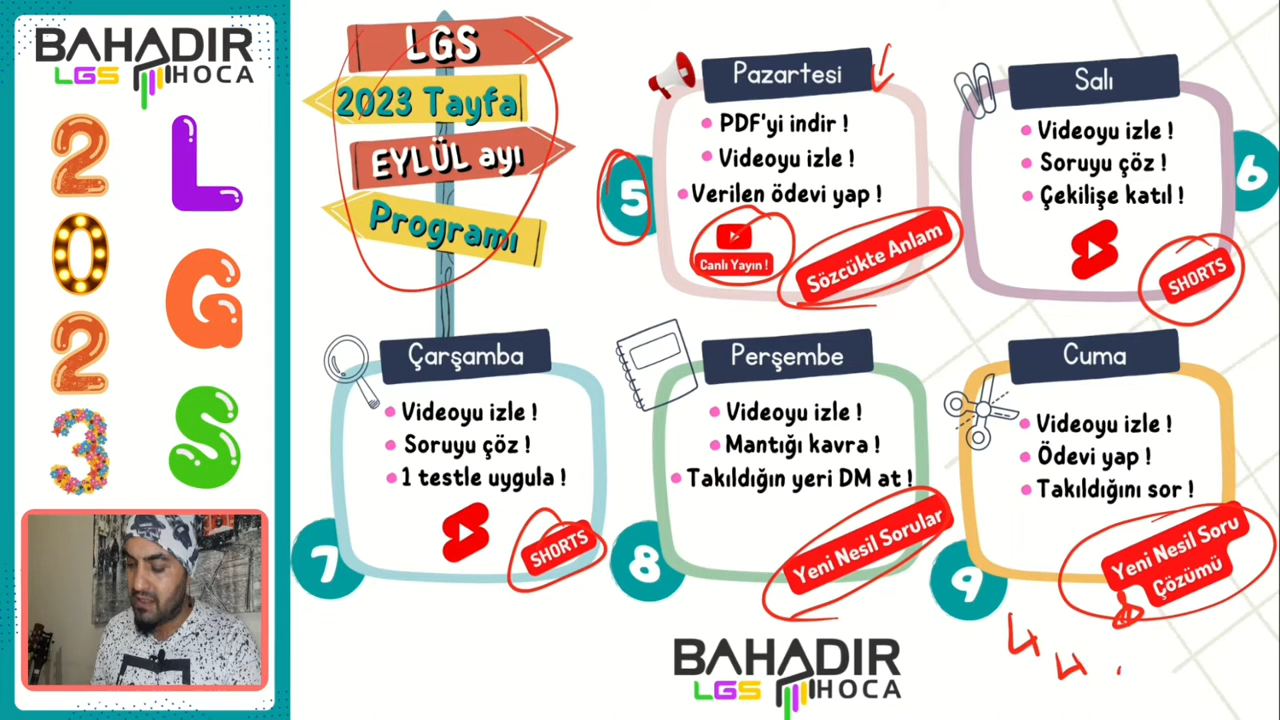 BAHADIR
LGS HOCA
2023
LGS
LGS
2023 Tayfa
EYLÜL ayı
Programı
5
Pazartesi
PDF'yi indir !
Videoyu izle !
Verilen ödevi yap !
Canlı Yayın !
Sözcükte Anlam
6
Salı
Videoyu izle !
Soruyu çöz !
Çekilişe katıl !
SHORTS
7
Çarşamba
Videoyu izle !
Soruyu çöz !
1 testle uygula !
SHORTS
8
Perşembe
Videoyu izle !
Mantığı kavra !
Takıldığın yeri DM at !
Yeni Nesil Sorular
9
Cuma
Videoyu izle !
Ödevi yap !
Takıldığını sor !
Yeni Nesil Soru
Çözümü
BAHADIR
LGS HOCA